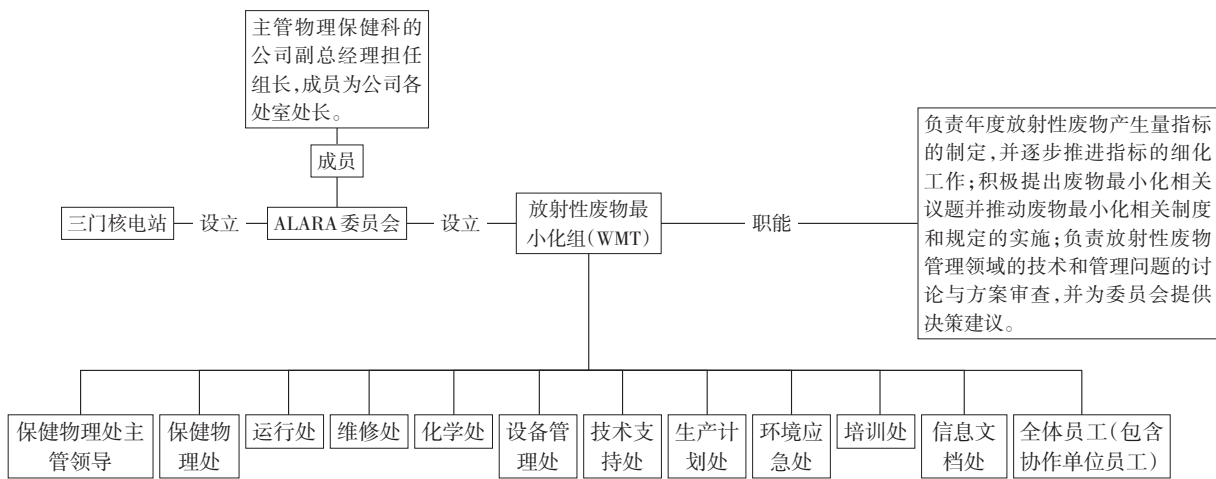 主管物理保健科的
公司副总经理担任
组长,成员为公司各
处室处长。
成员
三门核电站
设立
ALARA委员会
设立
放射性废物最
小化组(WMT)
职能
负责年度放射性废物产生量指标
的制定,并逐步推进指标的细化
工作;积极提出废物最小化相关
议题并推动废物最小化相关制度
和规定的实施;负责放射性废物
管理领域的技术和管理问题的讨
论与方案审查,并为委员会提供
决策建议。
保健物理处主
管领导
保健物
理处
运行处
维修处
化学处
设备管
理处
技术支
持处
生产计
划处
环境应
急处
培训处
信息文
档处
全体员工(包含
协作单位员工)